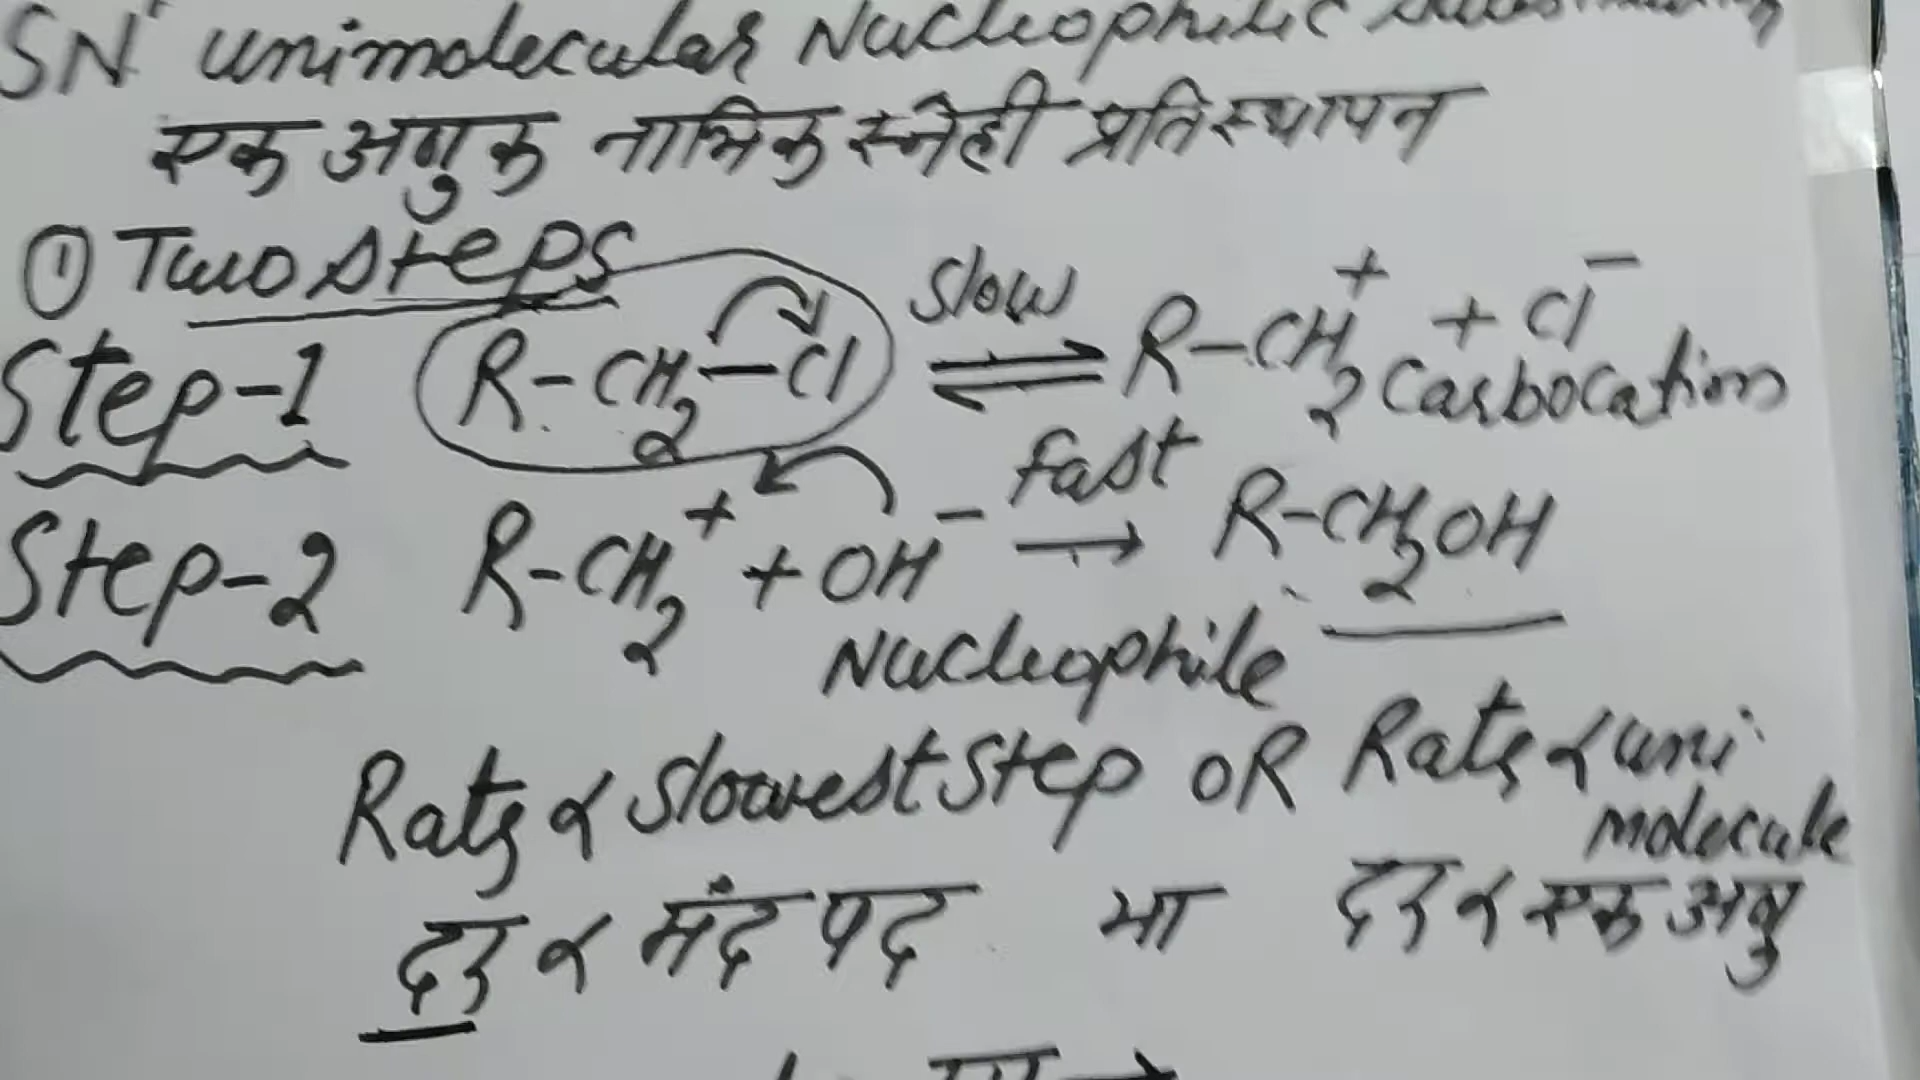 SN¹ unimolecular Nucleophilic
एक अणुक नाभिक स्नेही प्रतिस्थापन
① Two Steps
Step-1 R-CH₂-Cl slow ⇌ R-CH₂⁺ + Cl⁻
Carbocation
Step-2 R-CH₂⁺ + OH⁻ fast → R-CH₂OH
Nucleophile
Rate ∝ slowest Step OR Rate ∝ uni
molecule
दर ∝ मंद पद या दर ∝ एक अणु